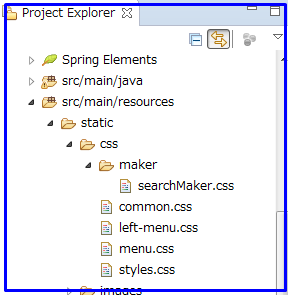 Project Explorer
Spring Elements
src/main/java
src/main/resources
static
css
maker
searchMaker.css
common.css
left-menu.css
menu.css
styles.css
images